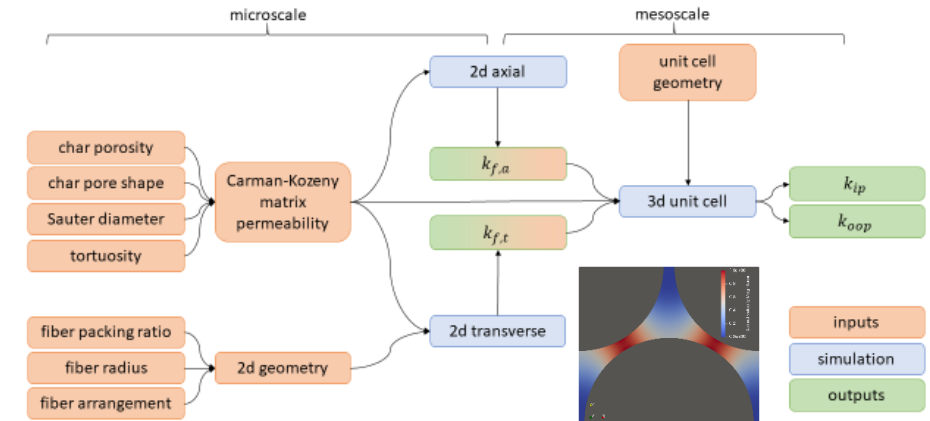 microscale
mesoscale
2d axial
unit cell
geometry
char porosity
char pore shape
Sauter diameter
tortuosity
Carman-Kozeny
matrix
permeability
k_{f,a}
k_{f,t}
3d unit cell
k_{ip}
k_{oop}
fiber packing ratio
fiber radius
fiber arrangement
2d geometry
2d transverse
inputs
simulation
outputs